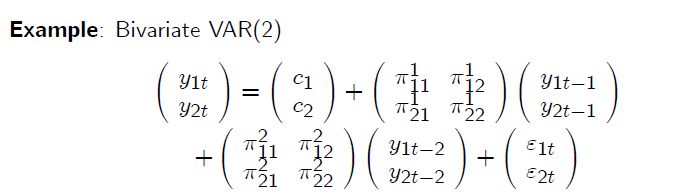 Example: Bivariate VAR(2)
( y₁ₜ ) = ( c₁ ) + ( π¹₁₁ π¹₁₂ ) ( y₁ₜ₋₁ )
( y₂ₜ ) ( c₂ ) ( π¹₂₁ π¹₂₂ ) ( y₂ₜ₋₁ )
+ ( π²₁₁ π²₁₂ ) ( y₁ₜ₋₂ ) + ( ε₁ₜ )
( π²₂₁ π²₂₂ ) ( y₂ₜ₋₂ ) ( ε₂ₜ )